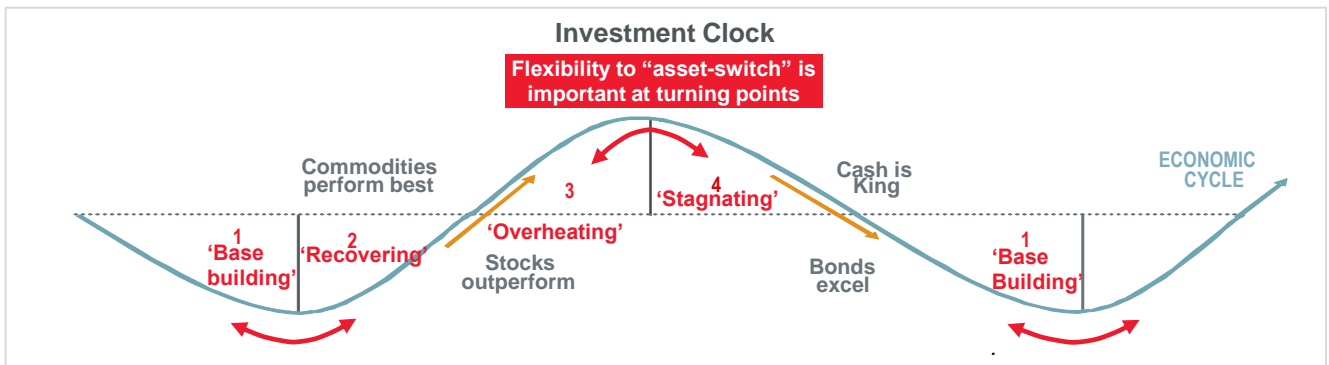 Investment Clock
Flexibility to “asset-switch” is
important at turning points
Commodities
perform best
3
4
‘Stagnating’
Cash is
King
ECONOMIC
CYCLE
1
‘Base
building’
2
‘Recovering’
‘Overheating’
Stocks
outperform
Bonds
excel
1
‘Base
Building’
.